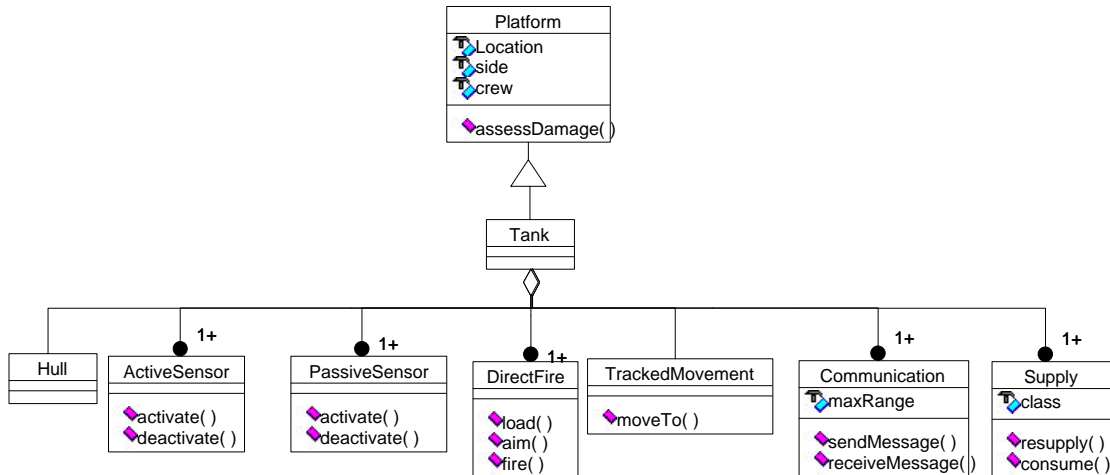 Platform
Location
side
crew
assessDamage( )
Tank
1+
1+
1+
1+
1+
Hull
ActiveSensor
activate( )
deactivate( )
PassiveSensor
activate( )
deactivate( )
DirectFire
load( )
aim( )
fire( )
TrackedMovement
moveTo( )
Communication
maxRange
sendMessage( )
receiveMessage( )
Supply
class
resupply( )
consume( )